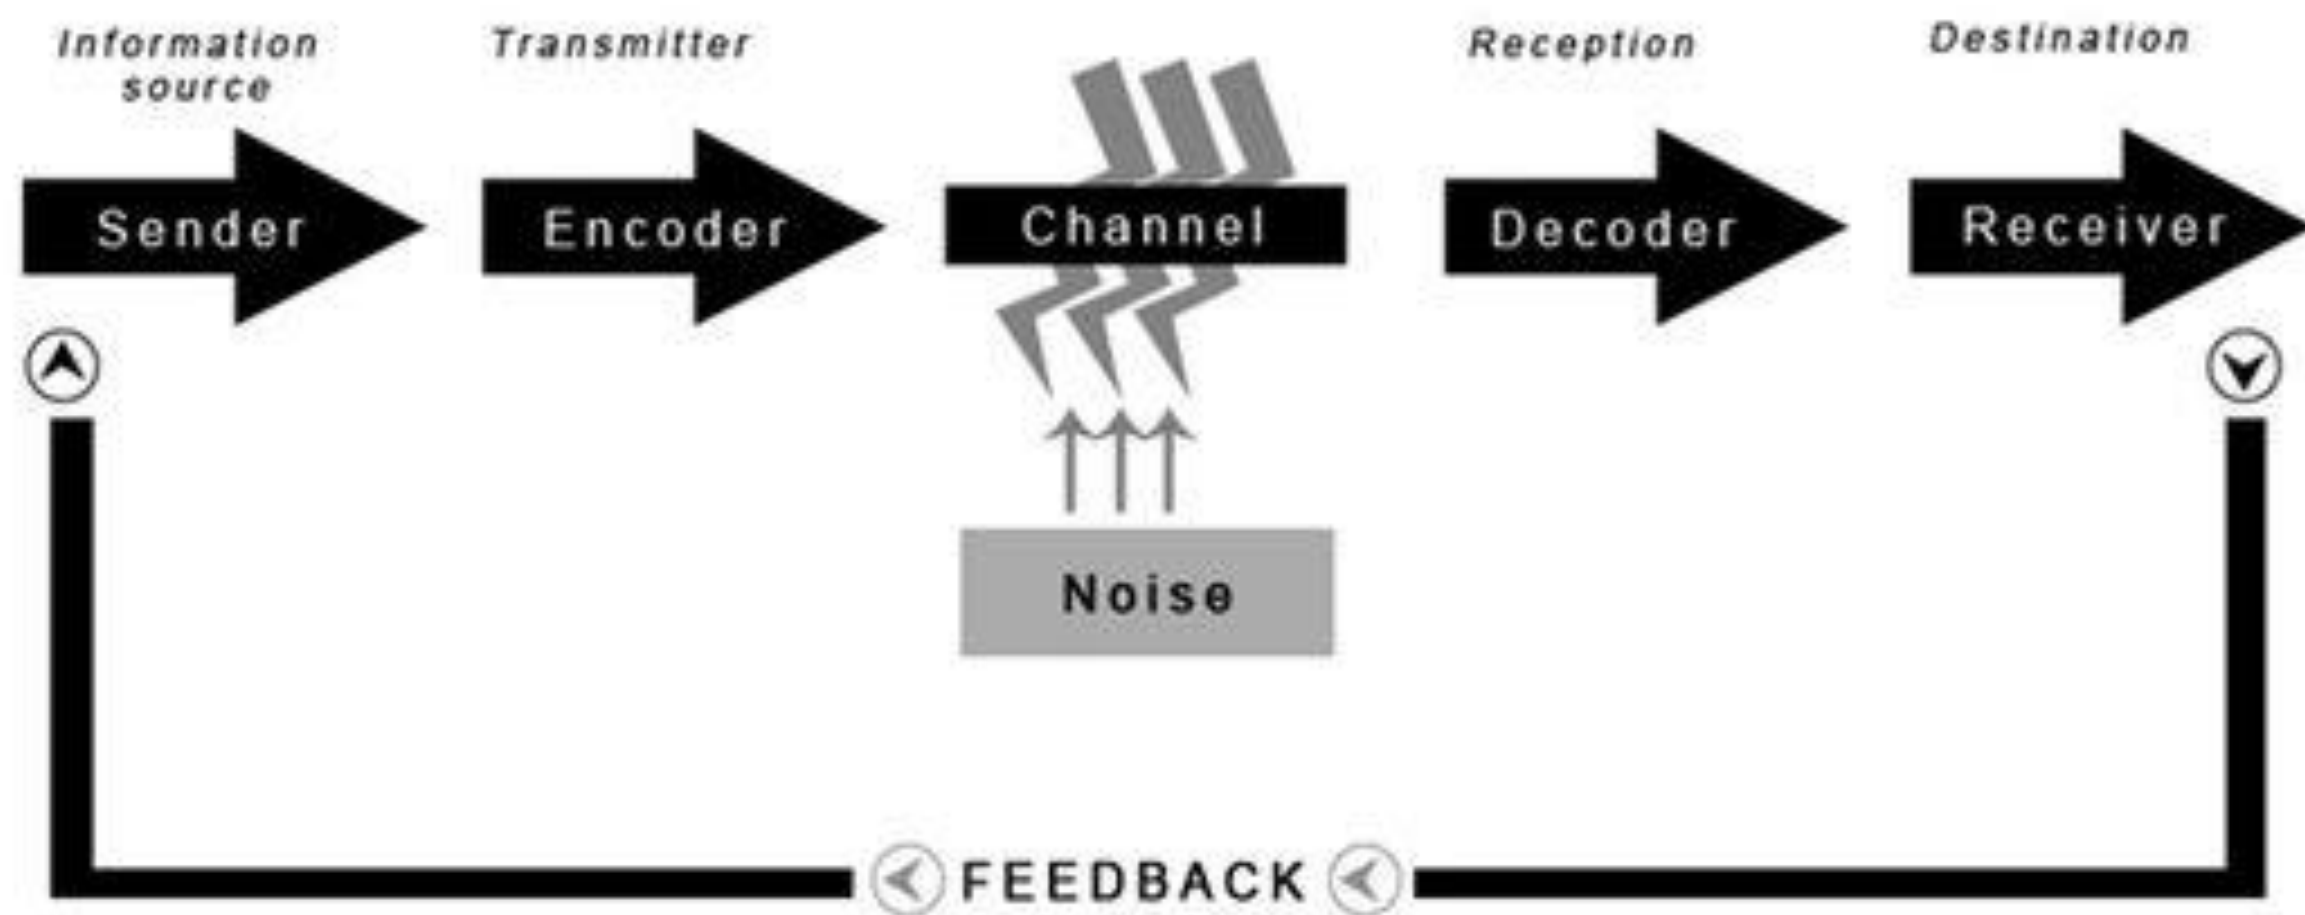 Information
source
Transmitter
Reception
Destination
Sender
Encoder
Channel
Decoder
Receiver
Noise
FEEDBACK